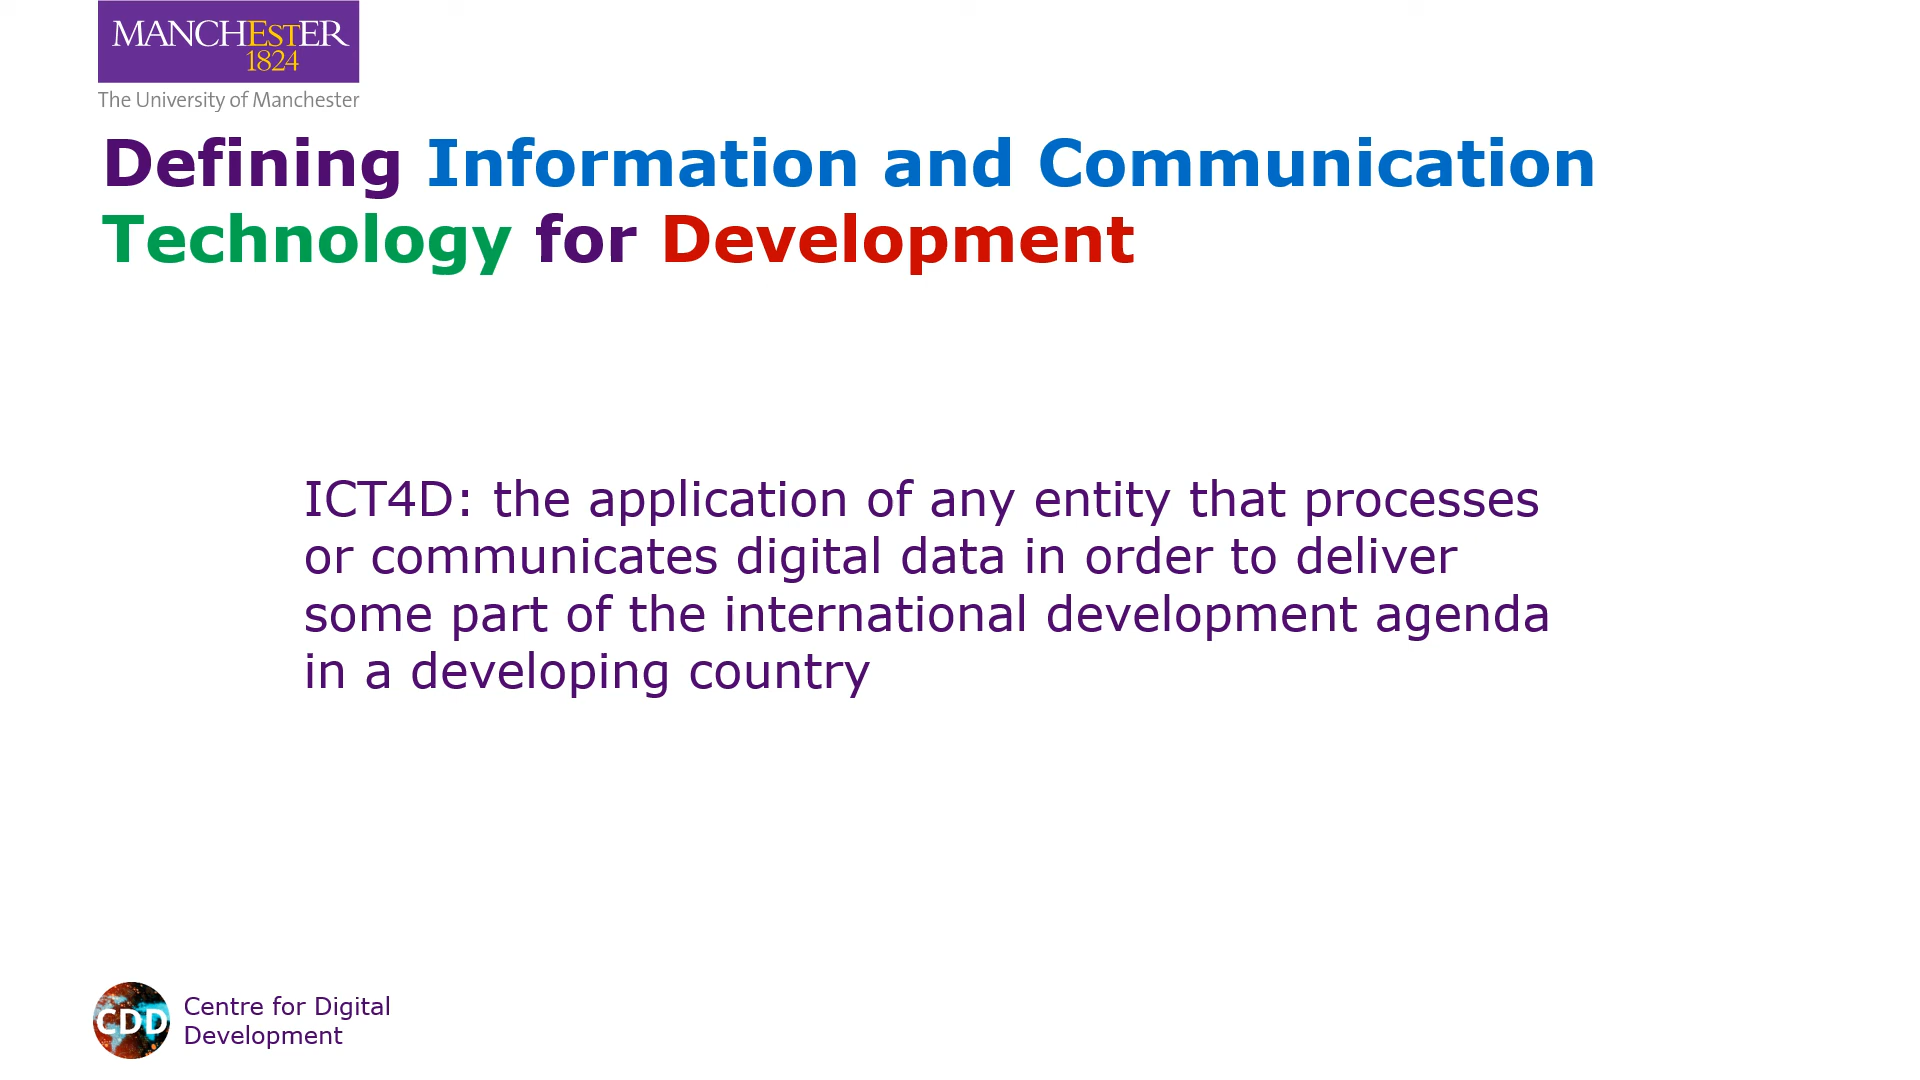 MANCHESTER
1824
The University of Manchester
Defining Information and Communication
Technology for Development
ICT4D: the application of any entity that processes
or communicates digital data in order to deliver
some part of the international development agenda
in a developing country
CDD
Centre for Digital
Development